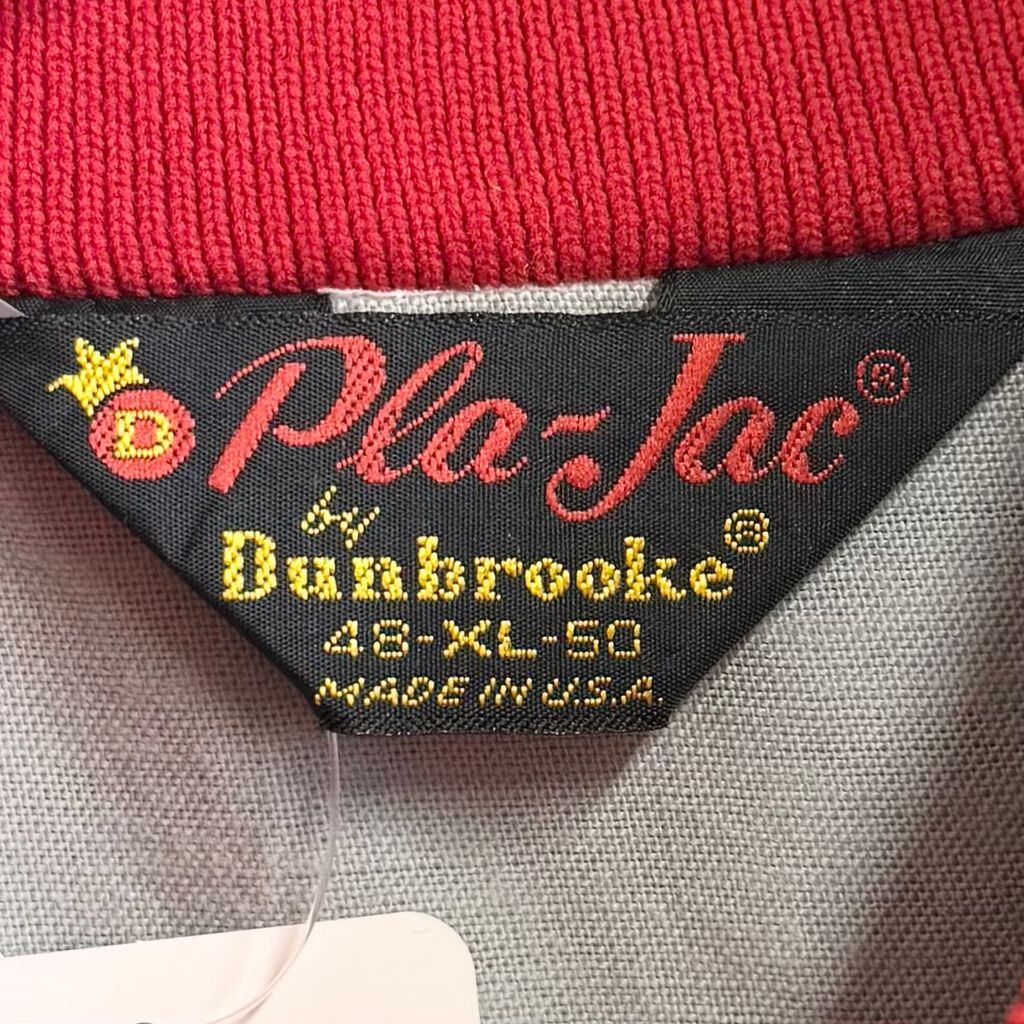 D Pla-Jac®
by
Dunbrooke®
48-XL-50
MADE IN U.S.A.